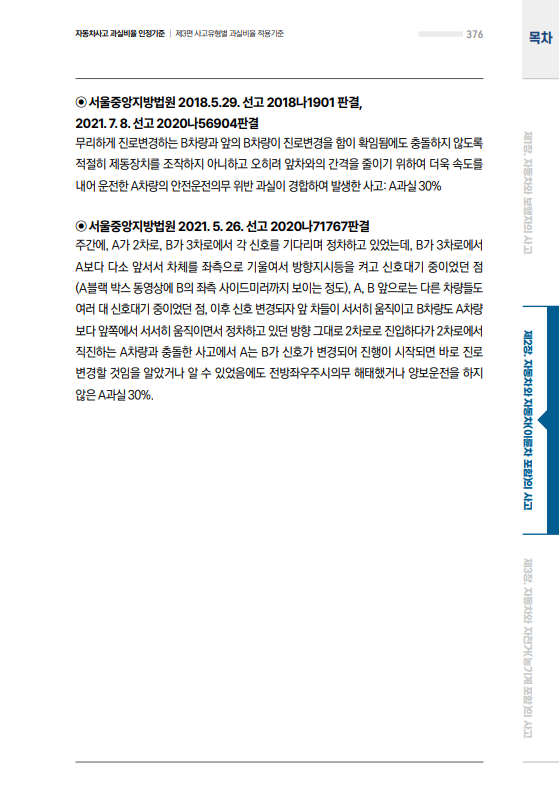 자동차사고 과실비율 인정기준 | 제3편 사고유형별 과실비율 적용기준
376
목차
◉ 서울중앙지방법원 2018.5.29. 선고 2018나1901 판결,
2021. 7. 8. 선고 2020나56904판결
무리하게 진로변경하는 B차량과 앞의 B차량이 진로변경을 함이 확인됨에도 충돌하지 않도록
적절히 제동장치를 조작하지 아니하고 오히려 앞차와의 간격을 줄이기 위하여 더욱 속도를
내어 운전한 A차량의 안전운전의무 위반 과실이 경합하여 발생한 사고: A과실 30%
◉ 서울중앙지방법원 2021. 5. 26. 선고 2020나71767판결
주간에, A가 2차로, B가 3차로에서 각 신호를 기다리며 정차하고 있었는데, B가 3차로에서
A보다 다소 앞서서 차체를 좌측으로 기울여서 방향지시등을 켜고 신호대기 중이었던 점
(A블랙 박스 동영상에 B의 좌측 사이드미러까지 보이는 정도), A, B 앞으로는 다른 차량들도
여러 대 신호대기 중이었던 점, 이후 신호 변경되자 앞 차들이 서서히 움직이고 B차량도 A차량
보다 앞쪽에서 서서히 움직이면서 정차하고 있던 방향 그대로 2차로로 진입하다가 2차로에서
직진하는 A차량과 충돌한 사고에서 A는 B가 신호가 변경되어 진행이 시작되면 바로 진로
변경할 것임을 알았거나 알 수 있었음에도 전방좌우주시의무 해태했거나 양보운전을 하지
않은 A과실 30%.
제1장. 자동차와 보행자의 사고
제2장. 자동차와 자동차(이륜차 포함)의 사고
제3장. 자동차와 자전거(농기계 포함)의 사고